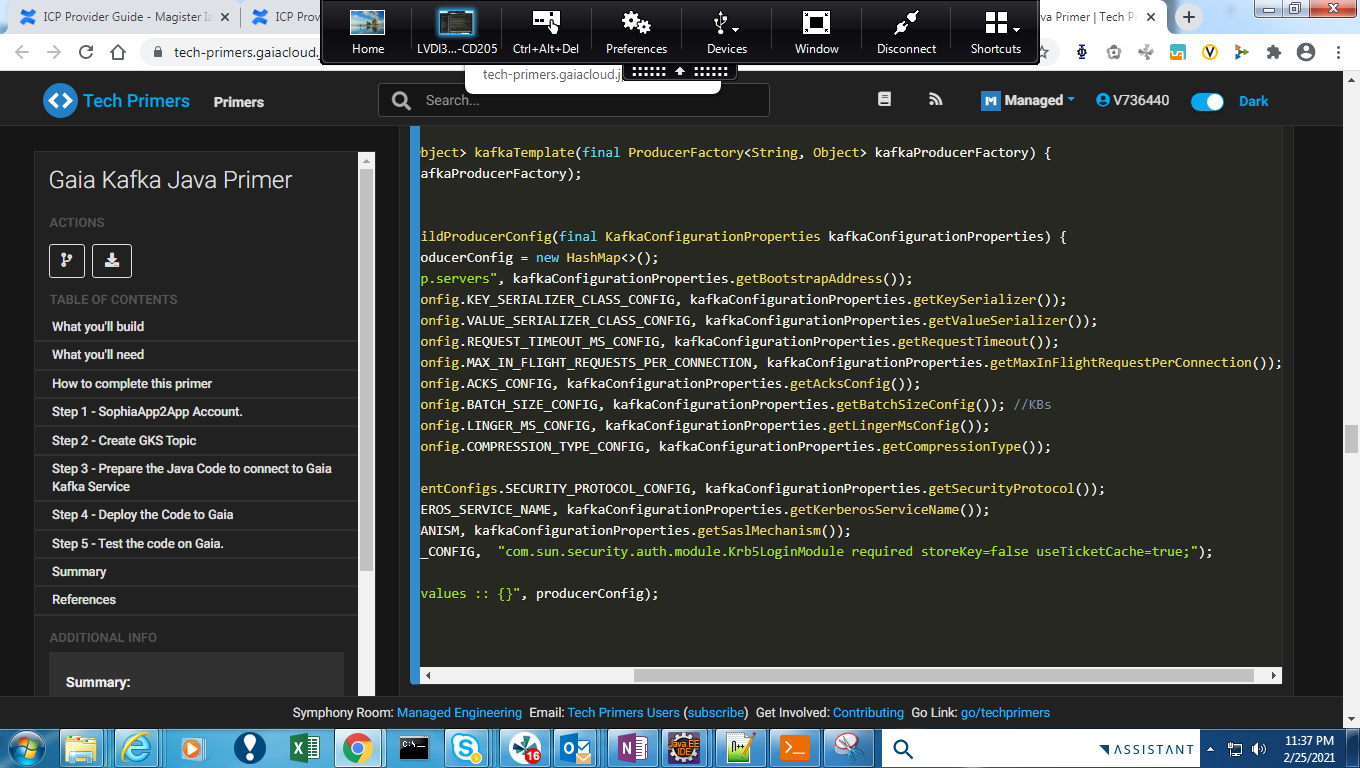 ICP Provider Guide - Magister
ICP Prov
Java Primer | Tech Pr
Home
LVDI3...-CD205
Ctrl+Alt+Del
Preferences
Devices
Window
Disconnect
Shortcuts
tech-primers.gaiacloud.
tech-primers.gaiacloud.j
Tech Primers
Primers
Search...
Managed
V736440
Dark
Gaia Kafka Java Primer
ACTIONS
TABLE OF CONTENTS
What you'll build
What you'll need
How to complete this primer
Step 1 - SophiaApp2App Account.
Step 2 - Create GKS Topic
Step 3 - Prepare the Java Code to connect to Gaia
Kafka Service
Step 4 - Deploy the Code to Gaia
Step 5 - Test the code on Gaia.
Summary
References
ADDITIONAL INFO
Summary:
bject> kafkaTemplate(final ProducerFactory<String, Object> kafkaProducerFactory) {
afkaProducerFactory);
ildProducerConfig(final KafkaConfigurationProperties kafkaConfigurationProperties) {
oducerConfig = new HashMap<>();
p.servers", kafkaConfigurationProperties.getBootstrapAddress());
onfig.KEY_SERIALIZER_CLASS_CONFIG, kafkaConfigurationProperties.getKeySerializer());
onfig.VALUE_SERIALIZER_CLASS_CONFIG, kafkaConfigurationProperties.getValueSerializer());
onfig.REQUEST_TIMEOUT_MS_CONFIG, kafkaConfigurationProperties.getRequestTimeout());
onfig.MAX_IN_FLIGHT_REQUESTS_PER_CONNECTION, kafkaConfigurationProperties.getMaxInFlightRequestPerConnection());
onfig.ACKS_CONFIG, kafkaConfigurationProperties.getAcksConfig());
onfig.BATCH_SIZE_CONFIG, kafkaConfigurationProperties.getBatchSizeConfig()); //KBs
onfig.LINGER_MS_CONFIG, kafkaConfigurationProperties.getLingerMsConfig());
onfig.COMPRESSION_TYPE_CONFIG, kafkaConfigurationProperties.getCompressionType());
entConfigs.SECURITY_PROTOCOL_CONFIG, kafkaConfigurationProperties.getSecurityProtocol());
EROS_SERVICE_NAME, kafkaConfigurationProperties.getKerberosServiceName());
ANISM, kafkaConfigurationProperties.getSaslMechanism());
_CONFIG, "com.sun.security.auth.module.Krb5LoginModule required storeKey=false useTicketCache=true;");
values :: {}", producerConfig);
Symphony Room: Managed Engineering Email: Tech Primers Users (subscribe) Get Involved: Contributing Go Link: go/techprimers
16
Java EE
IDE
ASSISTANT
11:37 PM
2/25/2021